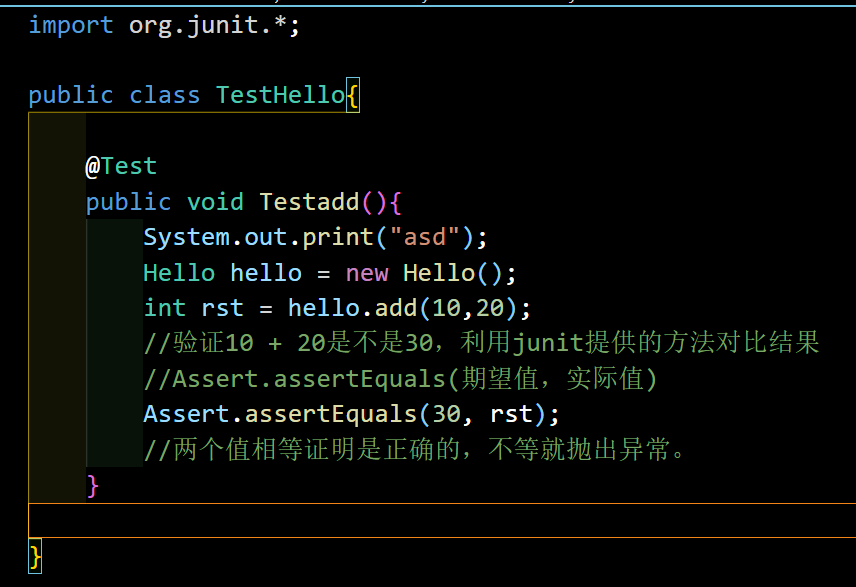 import org.junit.*;
public class TestHello{
@Test
public void Testadd(){
System.out.print("asd");
Hello hello = new Hello();
int rst = hello.add(10,20);
//验证10 + 20是不是30，利用junit提供的方法对比结果
//Assert.assertEquals(期望值，实际值)
Assert.assertEquals(30, rst);
//两个值相等证明是正确的，不等就抛出异常。
}
}